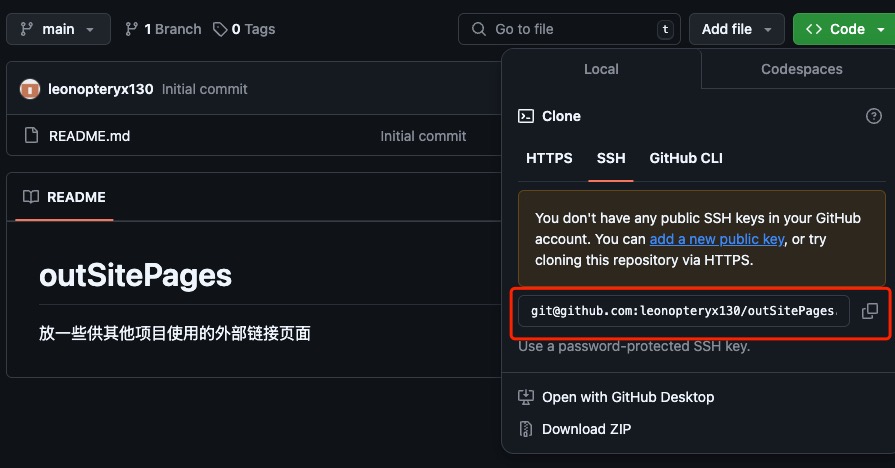 main
1 Branch
0 Tags
Go to file
t
Add file
Code
leonopteryx130 Initial commit
README.md
Initial commit
README
outSitePages
放一些供其他项目使用的外部链接页面
Local
Codespaces
Clone
HTTPS
SSH
GitHub CLI
You don't have any public SSH keys in your GitHub
account. You can add a new public key, or try
cloning this repository via HTTPS.
git@github.com:leonopteryx130/outSitePages.
Use a password-protected SSH key.
Open with GitHub Desktop
Download ZIP